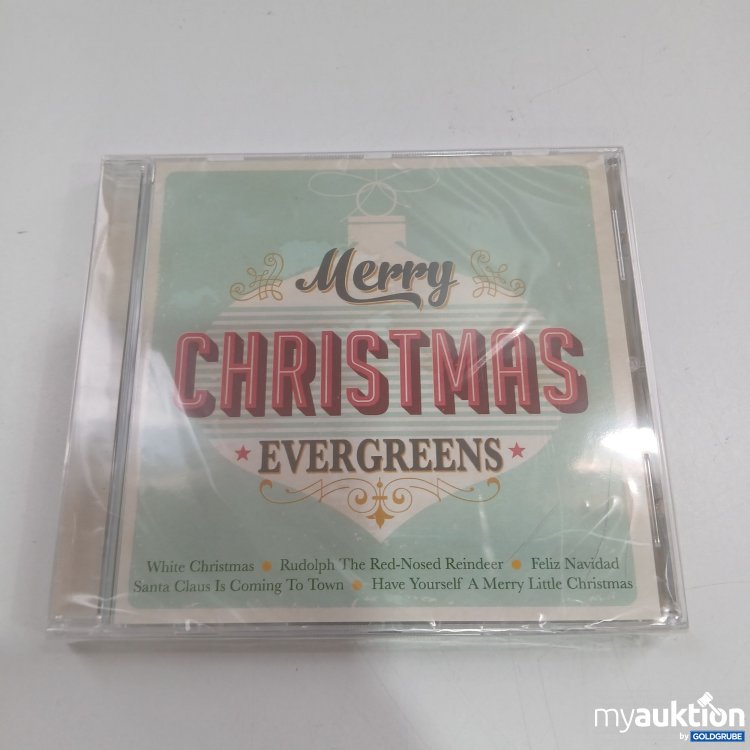 Merry
CHRISTMAS
EVERGREENS
White Christmas • Rudolph The Red-Nosed Reindeer • Feliz Navidad
Santa Claus Is Coming To Town • Have Yourself A Merry Little Christmas
myauktion
by GOLDGRUBE